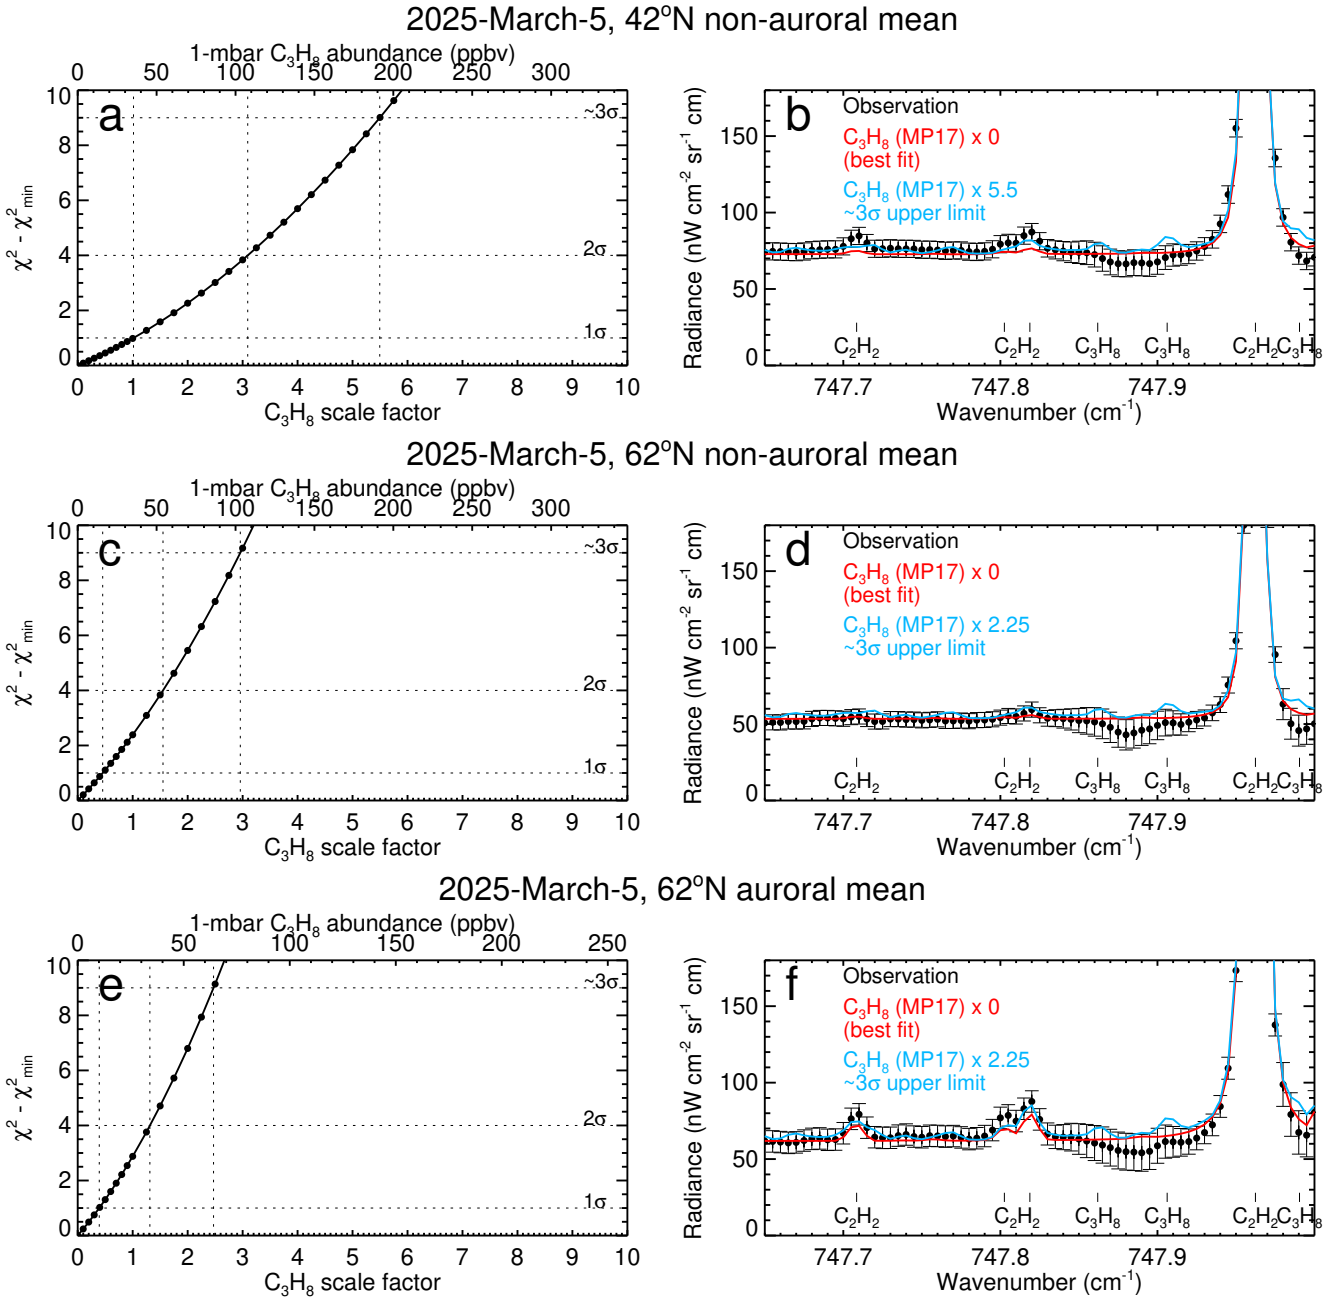 2025-March-5, 42°N non-auroral mean
1-mbar C₃H₈ abundance (ppbv)
0 50 100 150 200 250 300
a
10
8
6
4
2
0
χ² - χ²min
~3σ
2σ
1σ
0 1 2 3 4 5 6 7 8 9 10
C₃H₈ scale factor
b
Observation
C₃H₈ (MP17) x 0
(best fit)
C₃H₈ (MP17) x 5.5
~3σ upper limit
150
100
50
0
Radiance (nW cm⁻² sr⁻¹ cm)
C₂H₂ C₂H₂ C₃H₈ C₃H₈ C₂H₂ C₃H₈
747.7 747.8 747.9
Wavenumber (cm⁻¹)
2025-March-5, 62°N non-auroral mean
1-mbar C₃H₈ abundance (ppbv)
0 50 100 150 200 250 300
c
10
8
6
4
2
0
χ² - χ²min
~3σ
2σ
1σ
0 1 2 3 4 5 6 7 8 9 10
C₃H₈ scale factor
d
Observation
C₃H₈ (MP17) x 0
(best fit)
C₃H₈ (MP17) x 2.25
~3σ upper limit
150
100
50
0
Radiance (nW cm⁻² sr⁻¹ cm)
C₂H₂ C₂H₂ C₃H₈ C₃H₈ C₂H₂ C₃H₈
747.7 747.8 747.9
Wavenumber (cm⁻¹)
2025-March-5, 62°N auroral mean
1-mbar C₃H₈ abundance (ppbv)
0 50 100 150 200 250
e
10
8
6
4
2
0
χ² - χ²min
~3σ
2σ
1σ
0 1 2 3 4 5 6 7 8 9 10
C₃H₈ scale factor
f
Observation
C₃H₈ (MP17) x 0
(best fit)
C₃H₈ (MP17) x 2.25
~3σ upper limit
150
100
50
0
Radiance (nW cm⁻² sr⁻¹ cm)
C₂H₂ C₂H₂ C₃H₈ C₃H₈ C₂H₂ C₃H₈
747.7 747.8 747.9
Wavenumber (cm⁻¹)